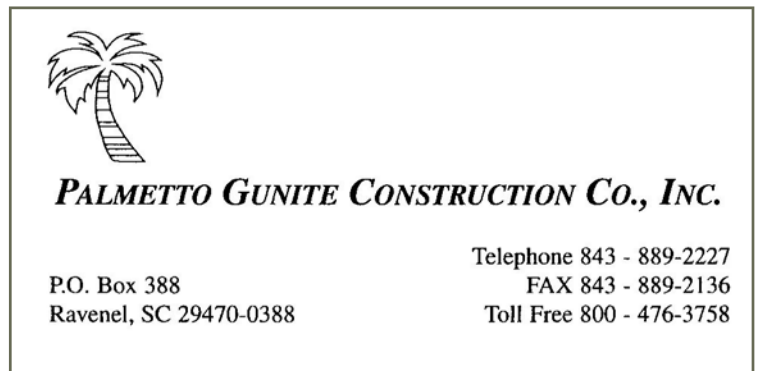 PALMETTO GUNITE CONSTRUCTION CO., INC.
P.O. Box 388
Ravenel, SC 29470-0388
Telephone 843 - 889-2227
FAX 843 - 889-2136
Toll Free 800 - 476-3758